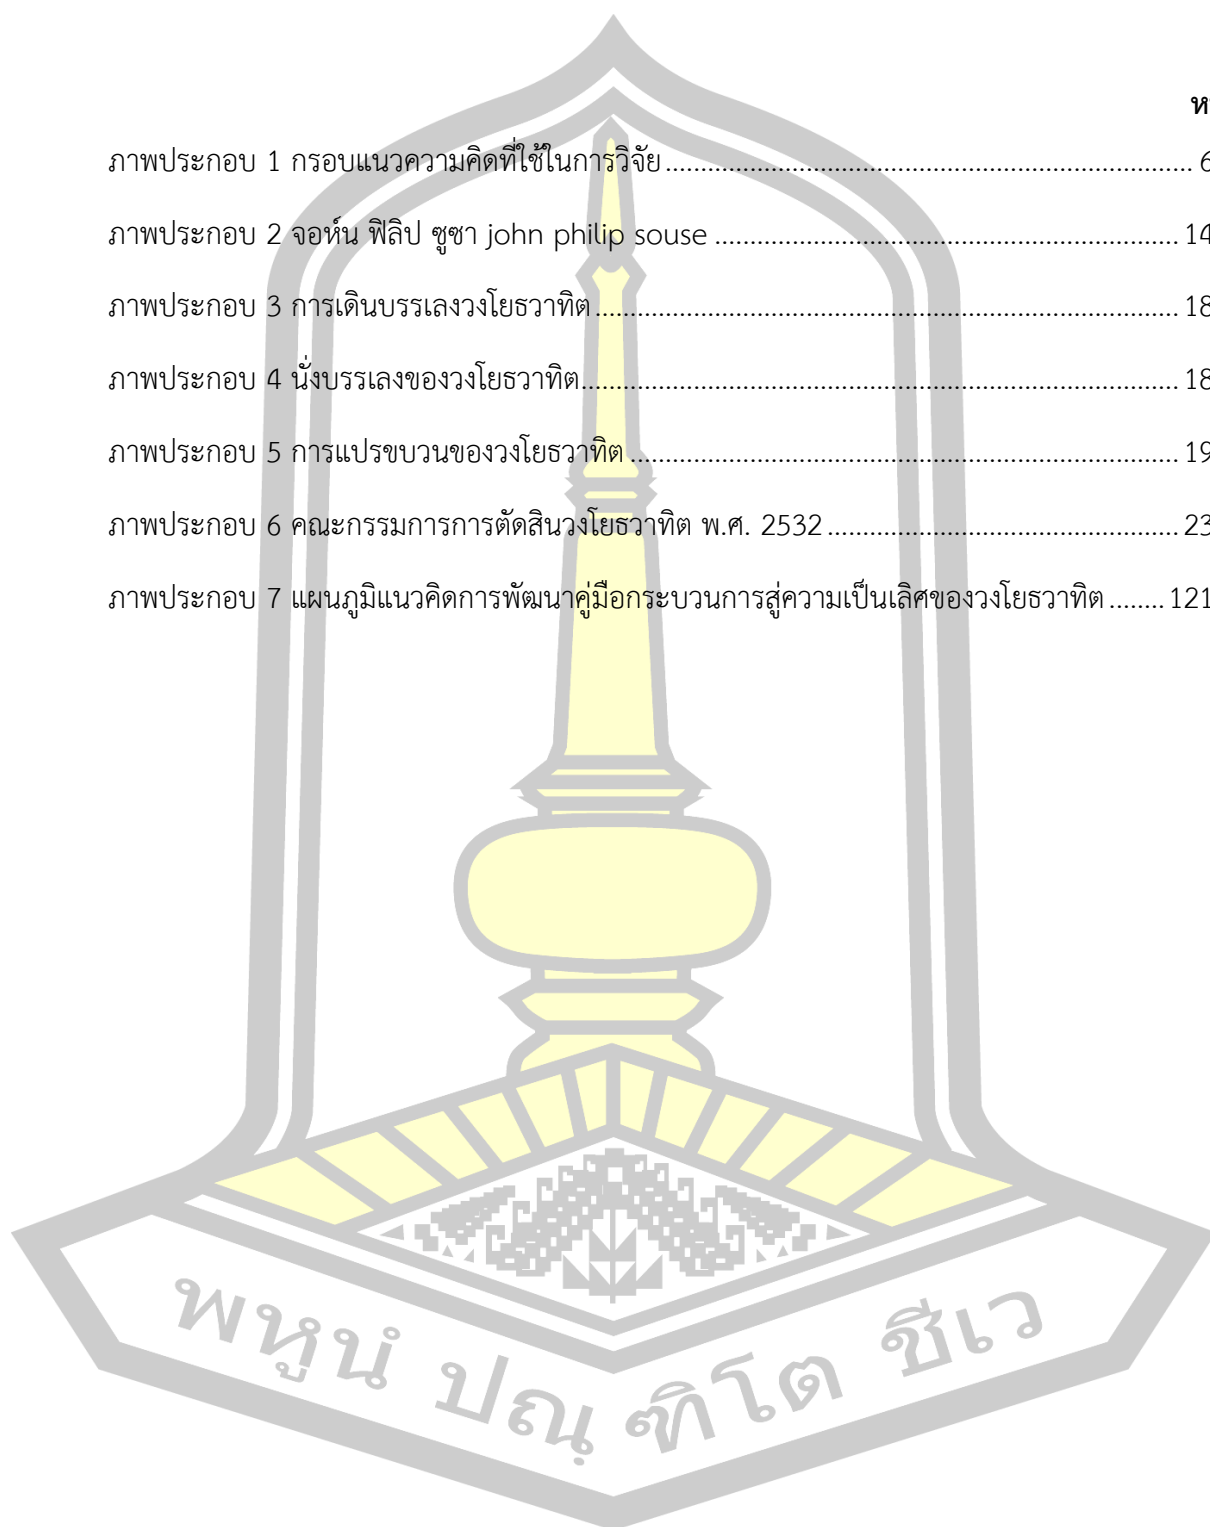 ภาพประกอบ 1 กรอบแนวความคิดที่ใช้ในการวิจัย 6
ภาพประกอบ 2 จอห์น ฟิลิป ซูซา john philip souse 14
ภาพประกอบ 3 การเดินบรรเลงวงโยธวาทิต 18
ภาพประกอบ 4 นั่งบรรเลงของวงโยธวาทิต 18
ภาพประกอบ 5 การแปรขบวนของวงโยธวาทิต 19
ภาพประกอบ 6 คณะกรรมการการตัดสินวงโยธวาทิต พ.ศ. 2532 23
ภาพประกอบ 7 แผนภูมิแนวคิดการพัฒนาคู่มือกระบวนการสู่ความเป็นเลิศของวงโยธวาทิต 121
พหูนํ ปณฺฑิโต ชีเว